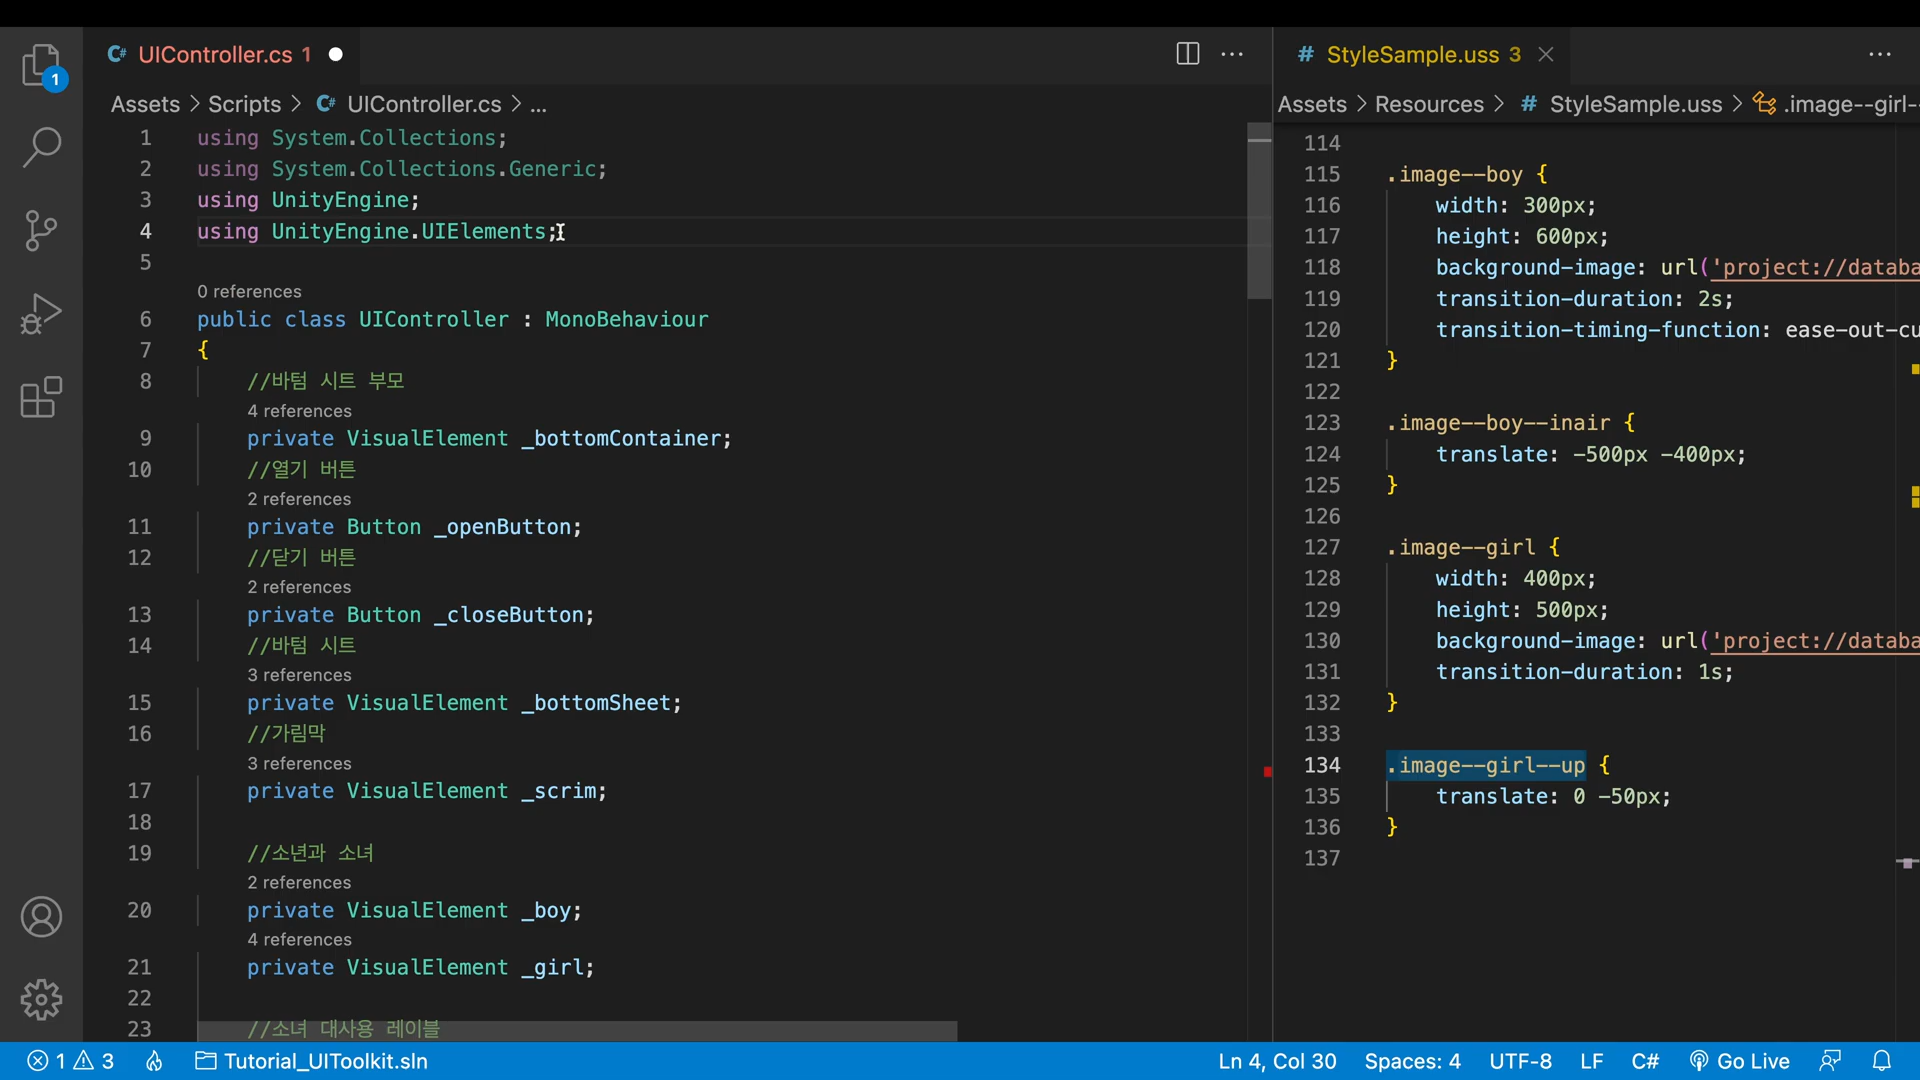 UIController.cs 1
Assets > Scripts > UIController.cs > ...
1 using System.Collections;
2 using System.Collections.Generic;
3 using UnityEngine;
4 using UnityEngine.UIElements;
5
0 references
6 public class UIController : MonoBehaviour
7 {
8 //바텀 시트 부모
4 references
9 private VisualElement _bottomContainer;
10 //열기 버튼
2 references
11 private Button _openButton;
12 //닫기 버튼
2 references
13 private Button _closeButton;
14 //바텀 시트
3 references
15 private VisualElement _bottomSheet;
16 //가림막
3 references
17 private VisualElement _scrim;
18
19 //소년과 소녀
2 references
20 private VisualElement _boy;
4 references
21 private VisualElement _girl;
22
23 //소녀 대사용 레이블
# StyleSample.uss 3
Assets > Resources > # StyleSample.uss > .image--girl--
114
115 .image--boy {
116 width: 300px;
117 height: 600px;
118 background-image: url('project://databa
119 transition-duration: 2s;
120 transition-timing-function: ease-out-cu
121 }
122
123 .image--boy--inair {
124 translate: -500px -400px;
125 }
126
127 .image--girl {
128 width: 400px;
129 height: 500px;
130 background-image: url('project://databa
131 transition-duration: 1s;
132 }
133
134 .image--girl--up {
135 translate: 0 -50px;
136 }
137
1
1 3 Tutorial_UIToolkit.sln Ln 4, Col 30 Spaces: 4 UTF-8 LF C# Go Live